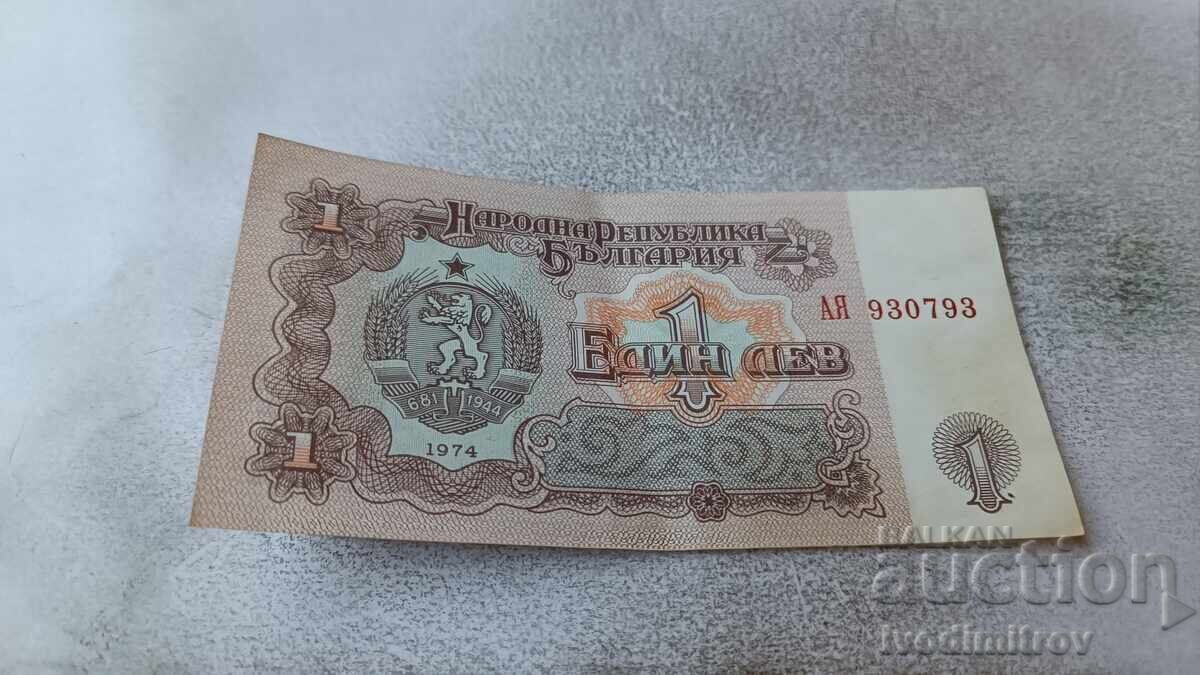 1
НАРОДНА РЕПУБЛИКА
БЪЛГАРИЯ
АЯ 930793
1
ЕДИН ЛЕВ
681 1944
1974
1
1
BALKAN
auction
ivodimitrov